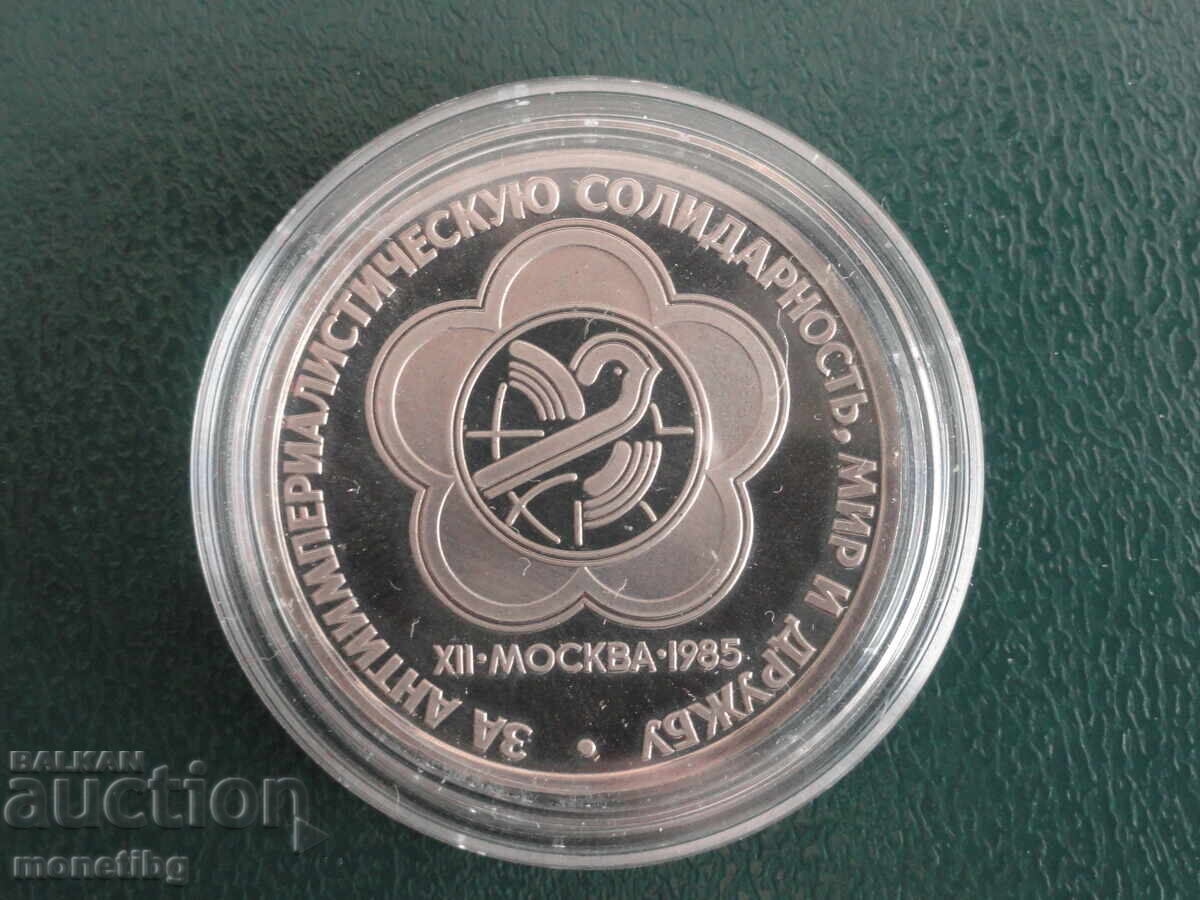 ЗА АНТИИМПЕРИАЛИСТИЧЕСКУЮ СОЛИДАРНОСТЬ, МИР И ДРУЖБУ •
XII•МОСКВА•1985
BALKAN
auction
monetibg